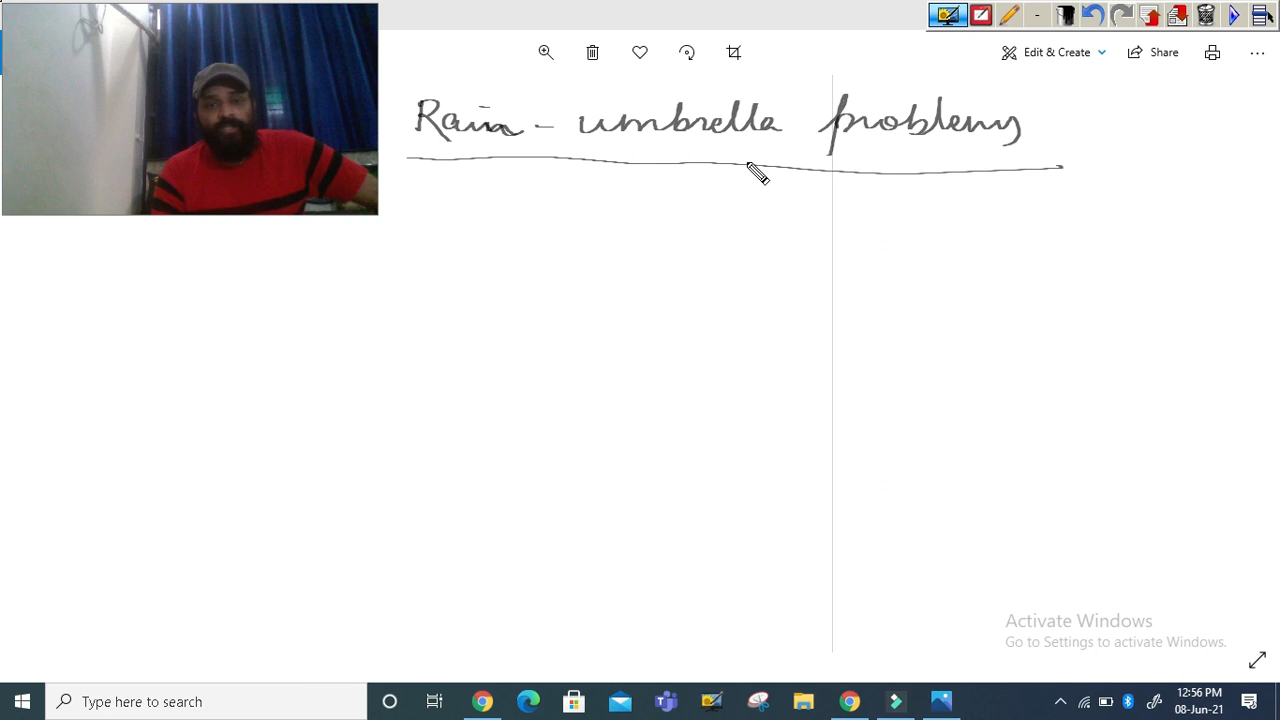 Edit & Create
Share
Rain - umbrella problems
Activate Windows
Go to Settings to activate Windows.
Type here to search
12:56 PM
08-Jun-21